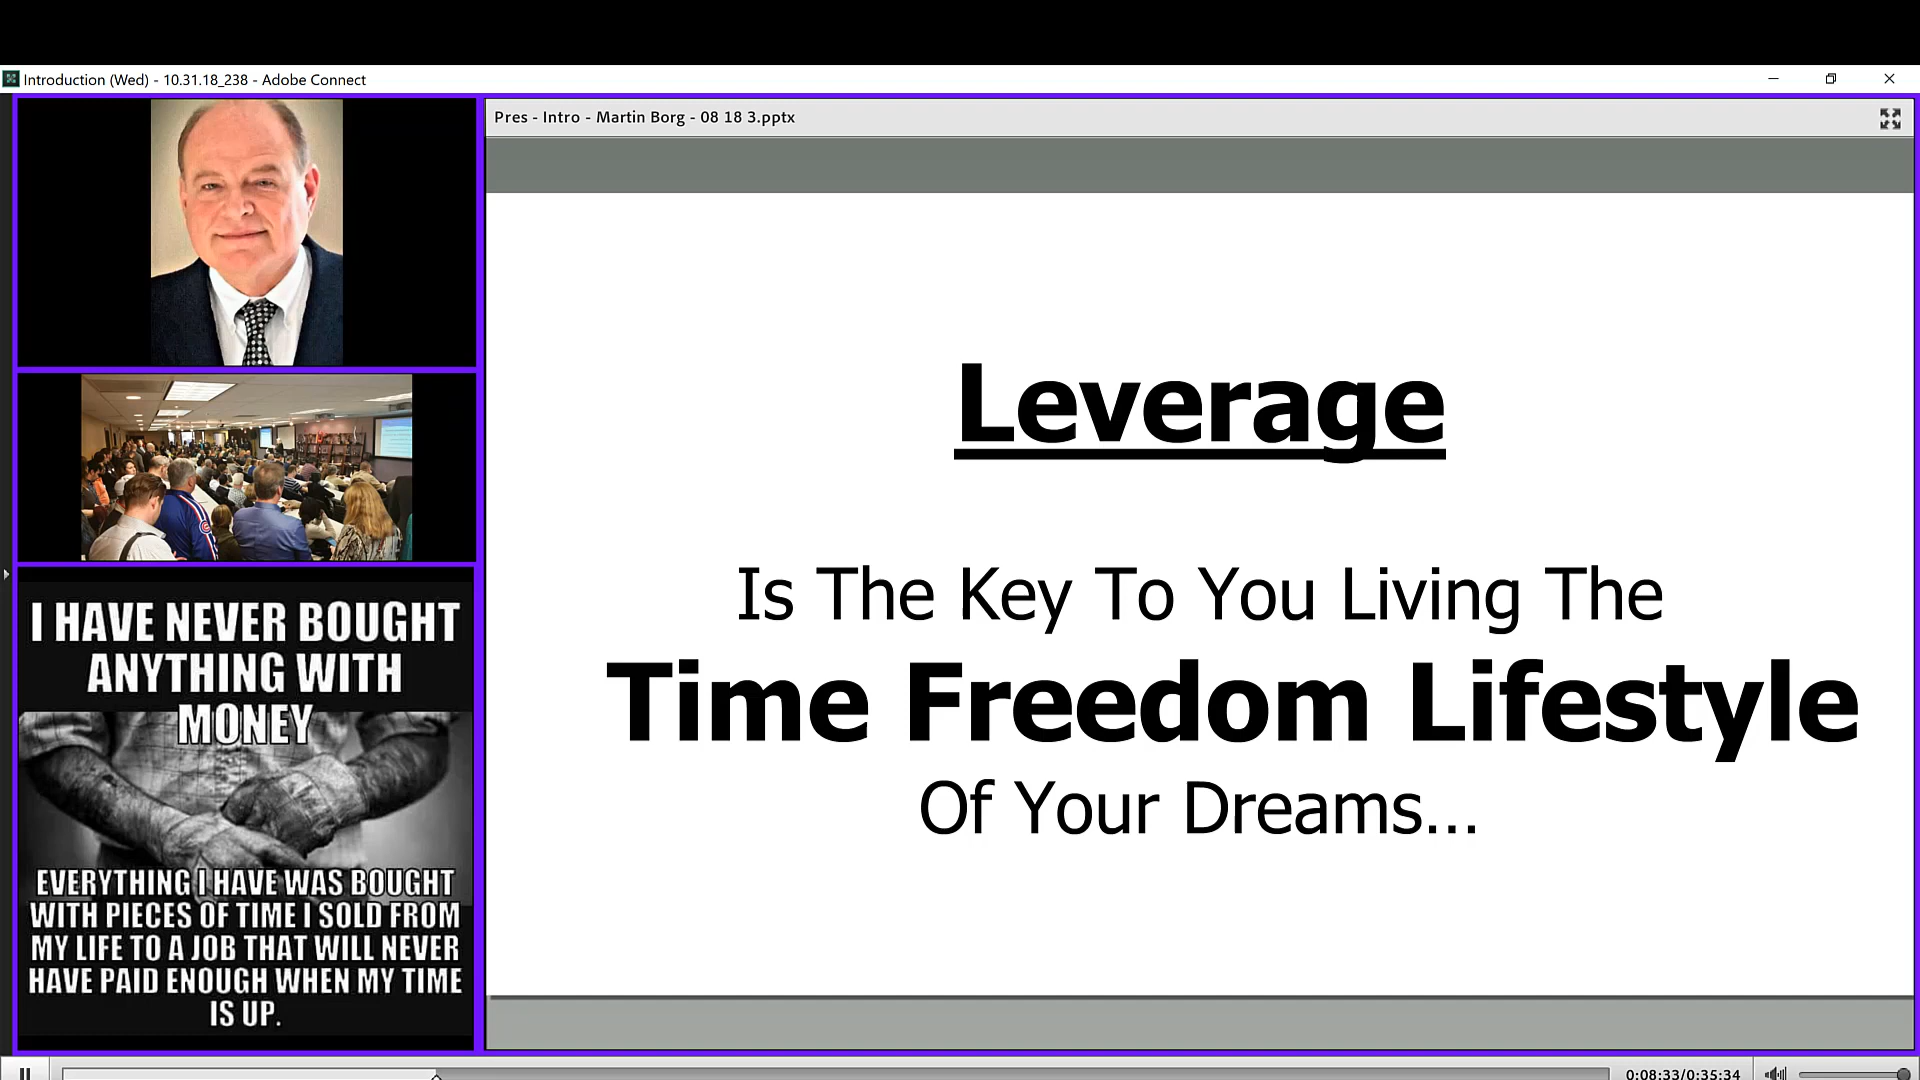 Introduction (Wed) - 10.31.18_238 - Adobe Connect
Pres - Intro - Martin Borg - 08 18 3.pptx
I HAVE NEVER BOUGHT
ANYTHING WITH
MONEY
EVERYTHING I HAVE WAS BOUGHT
WITH PIECES OF TIME I SOLD FROM
MY LIFE TO A JOB THAT WILL NEVER
HAVE PAID ENOUGH WHEN MY TIME
IS UP.
Leverage
Is The Key To You Living The
Time Freedom Lifestyle
Of Your Dreams...
0:08:33/0:35:34